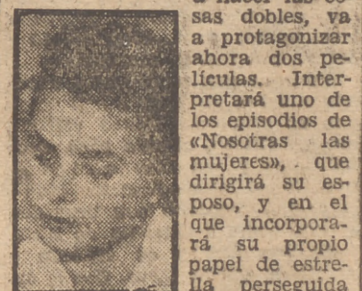 a hacer las co-
sas dobles, va
a protagonizar
ahora dos pe-
lículas. Inter-
pretará uno de
los episodios de
«Nosotras las
mujeres», que
dirigirá su es-
poso, y en el
que incorpora-
rá su propio
papel de estre-
lla perseguida